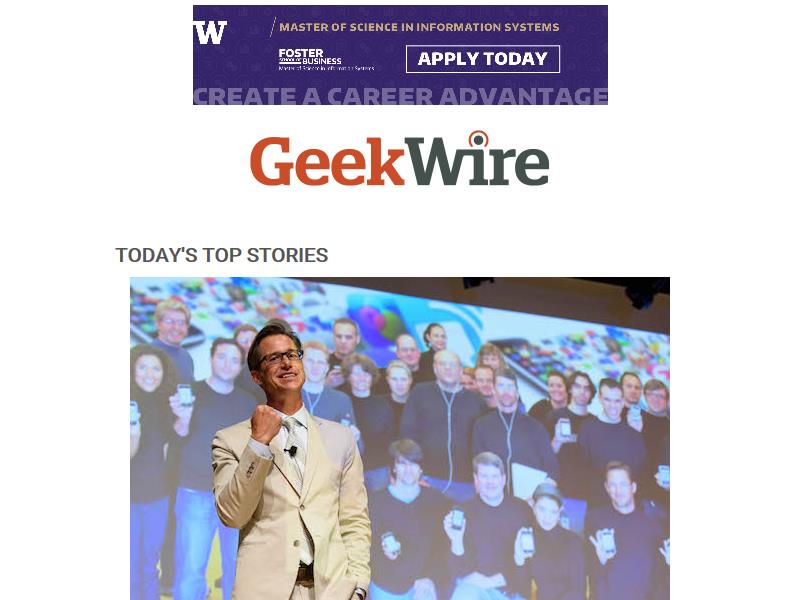 W
MASTER OF SCIENCE IN INFORMATION SYSTEMS
FOSTER
SCHOOL OF BUSINESS
Master of Science in Information Systems
APPLY TODAY
CREATE A CAREER ADVANTAGE
GeekWire
TODAY'S TOP STORIES